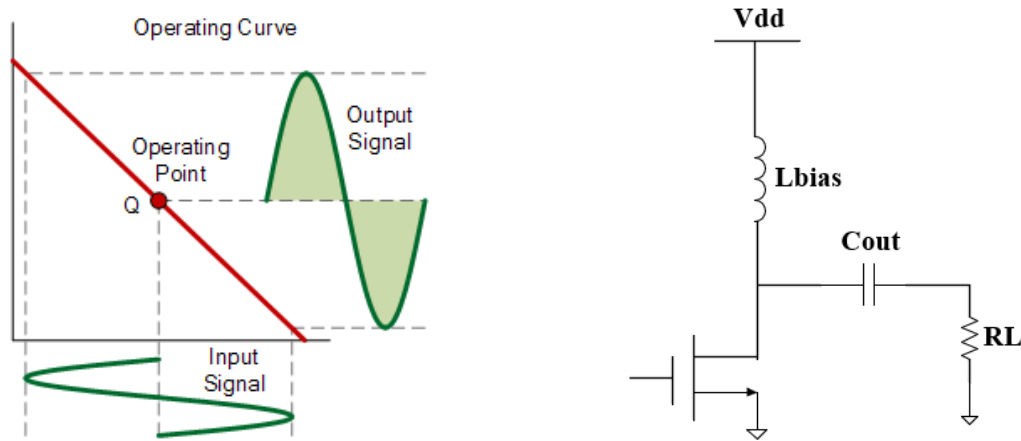 Operating Curve
Operating
Point
Q
Output
Signal
Input
Signal
Vdd
Lbias
Cout
RL